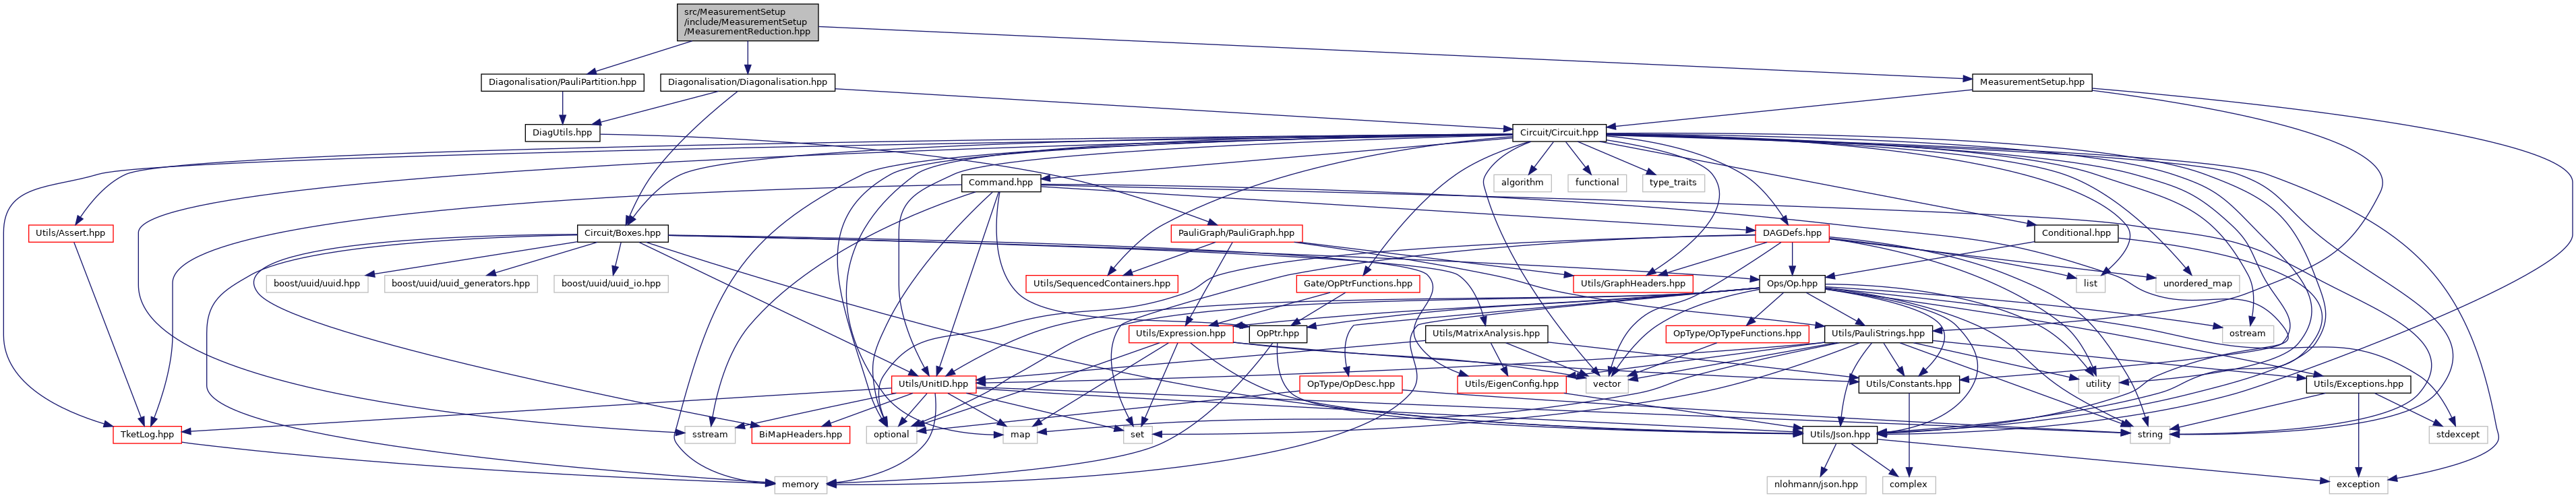 src/MeasurementSetup
/include/MeasurementSetup
/MeasurementReduction.hpp
Diagonalisation/PauliPartition.hpp
Diagonalisation/Diagonalisation.hpp
MeasurementSetup.hpp
DiagUtils.hpp
Circuit/Circuit.hpp
Command.hpp
algorithm
functional
type_traits
Utils/Assert.hpp
Circuit/Boxes.hpp
PauliGraph/PauliGraph.hpp
DAGDefs.hpp
Conditional.hpp
boost/uuid/uuid.hpp
boost/uuid/uuid_generators.hpp
boost/uuid/uuid_io.hpp
Utils/SequencedContainers.hpp
Gate/OpPtrFunctions.hpp
Utils/GraphHeaders.hpp
Ops/Op.hpp
list
unordered_map
Utils/Expression.hpp
OpPtr.hpp
Utils/MatrixAnalysis.hpp
OpType/OpTypeFunctions.hpp
Utils/PauliStrings.hpp
ostream
Utils/UnitID.hpp
OpType/OpDesc.hpp
Utils/EigenConfig.hpp
vector
Utils/Constants.hpp
utility
Utils/Exceptions.hpp
TketLog.hpp
sstream
BiMapHeaders.hpp
optional
map
set
Utils/Json.hpp
string
stdexcept
memory
nlohmann/json.hpp
complex
exception